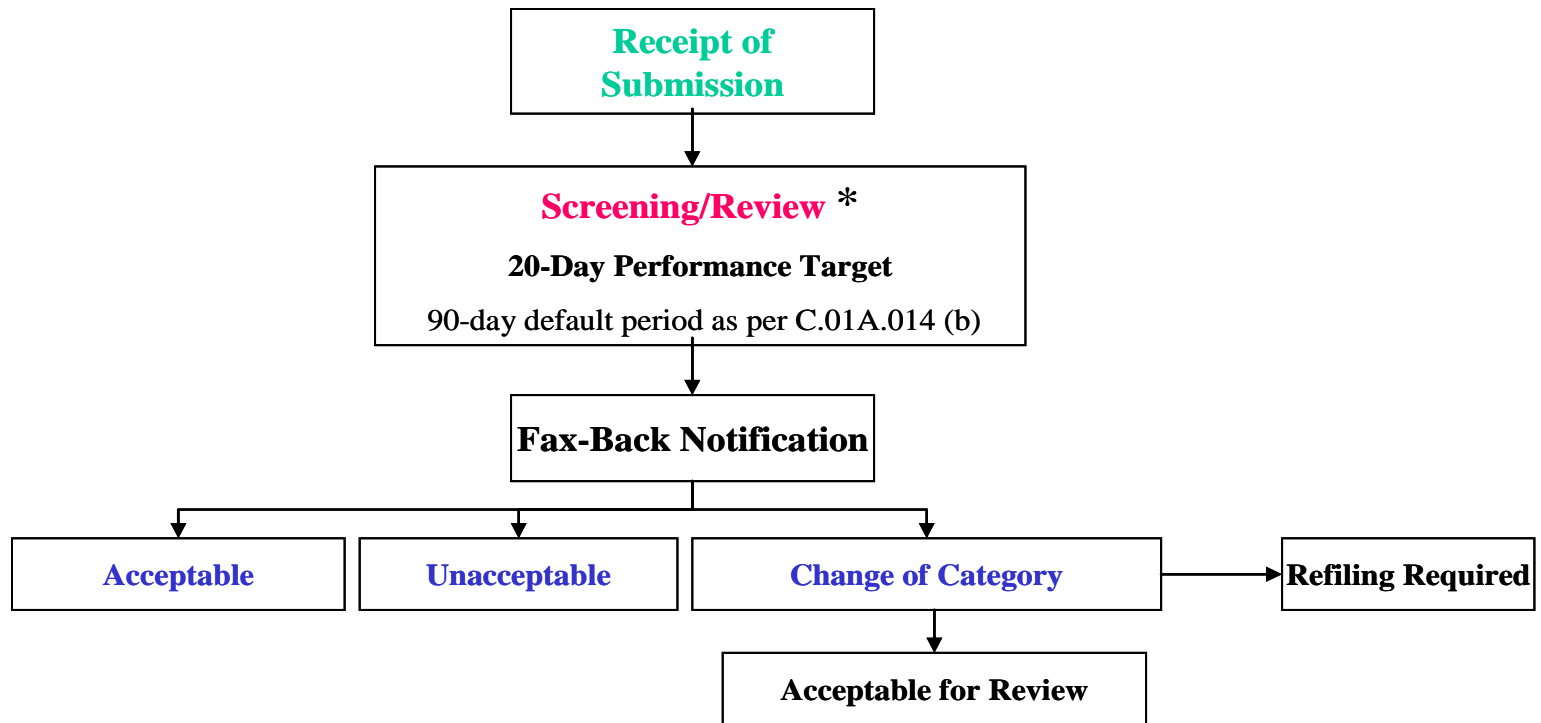 Receipt of
Submission
Screening/Review *
20-Day Performance Target
90-day default period as per C.01A.014 (b)
Fax-Back Notification
Acceptable
Unacceptable
Change of Category
Refiling Required
Acceptable for Review